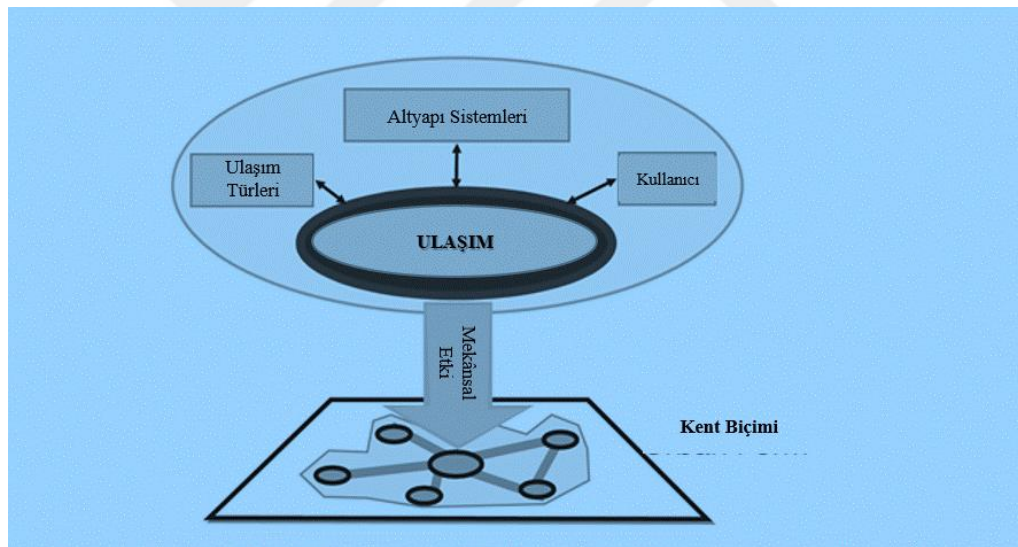 Altyapı Sistemleri
Ulaşım
Türleri
Kullanıcı
ULAŞIM
Mekânsal
Etki
Kent Biçimi